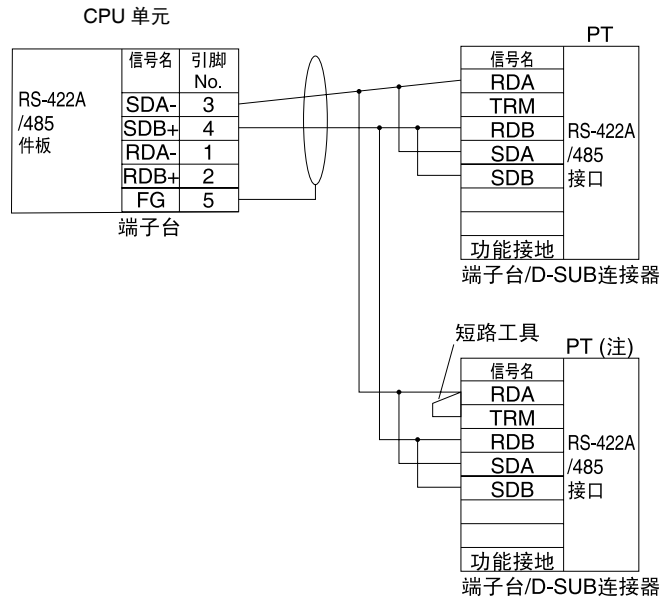 CPU 单元
信号名 引脚No.
RS-422A
/485
件板
SDA- 3
SDB+ 4
RDA- 1
RDB+ 2
FG 5
端子台
PT
信号名
RDA
TRM
RDB
SDA
SDB
功能接地
RS-422A
/485
接口
端子台/D-SUB连接器
短路工具
PT (注)
信号名
RDA
TRM
RDB
SDA
SDB
功能接地
RS-422A
/485
接口
端子台/D-SUB连接器